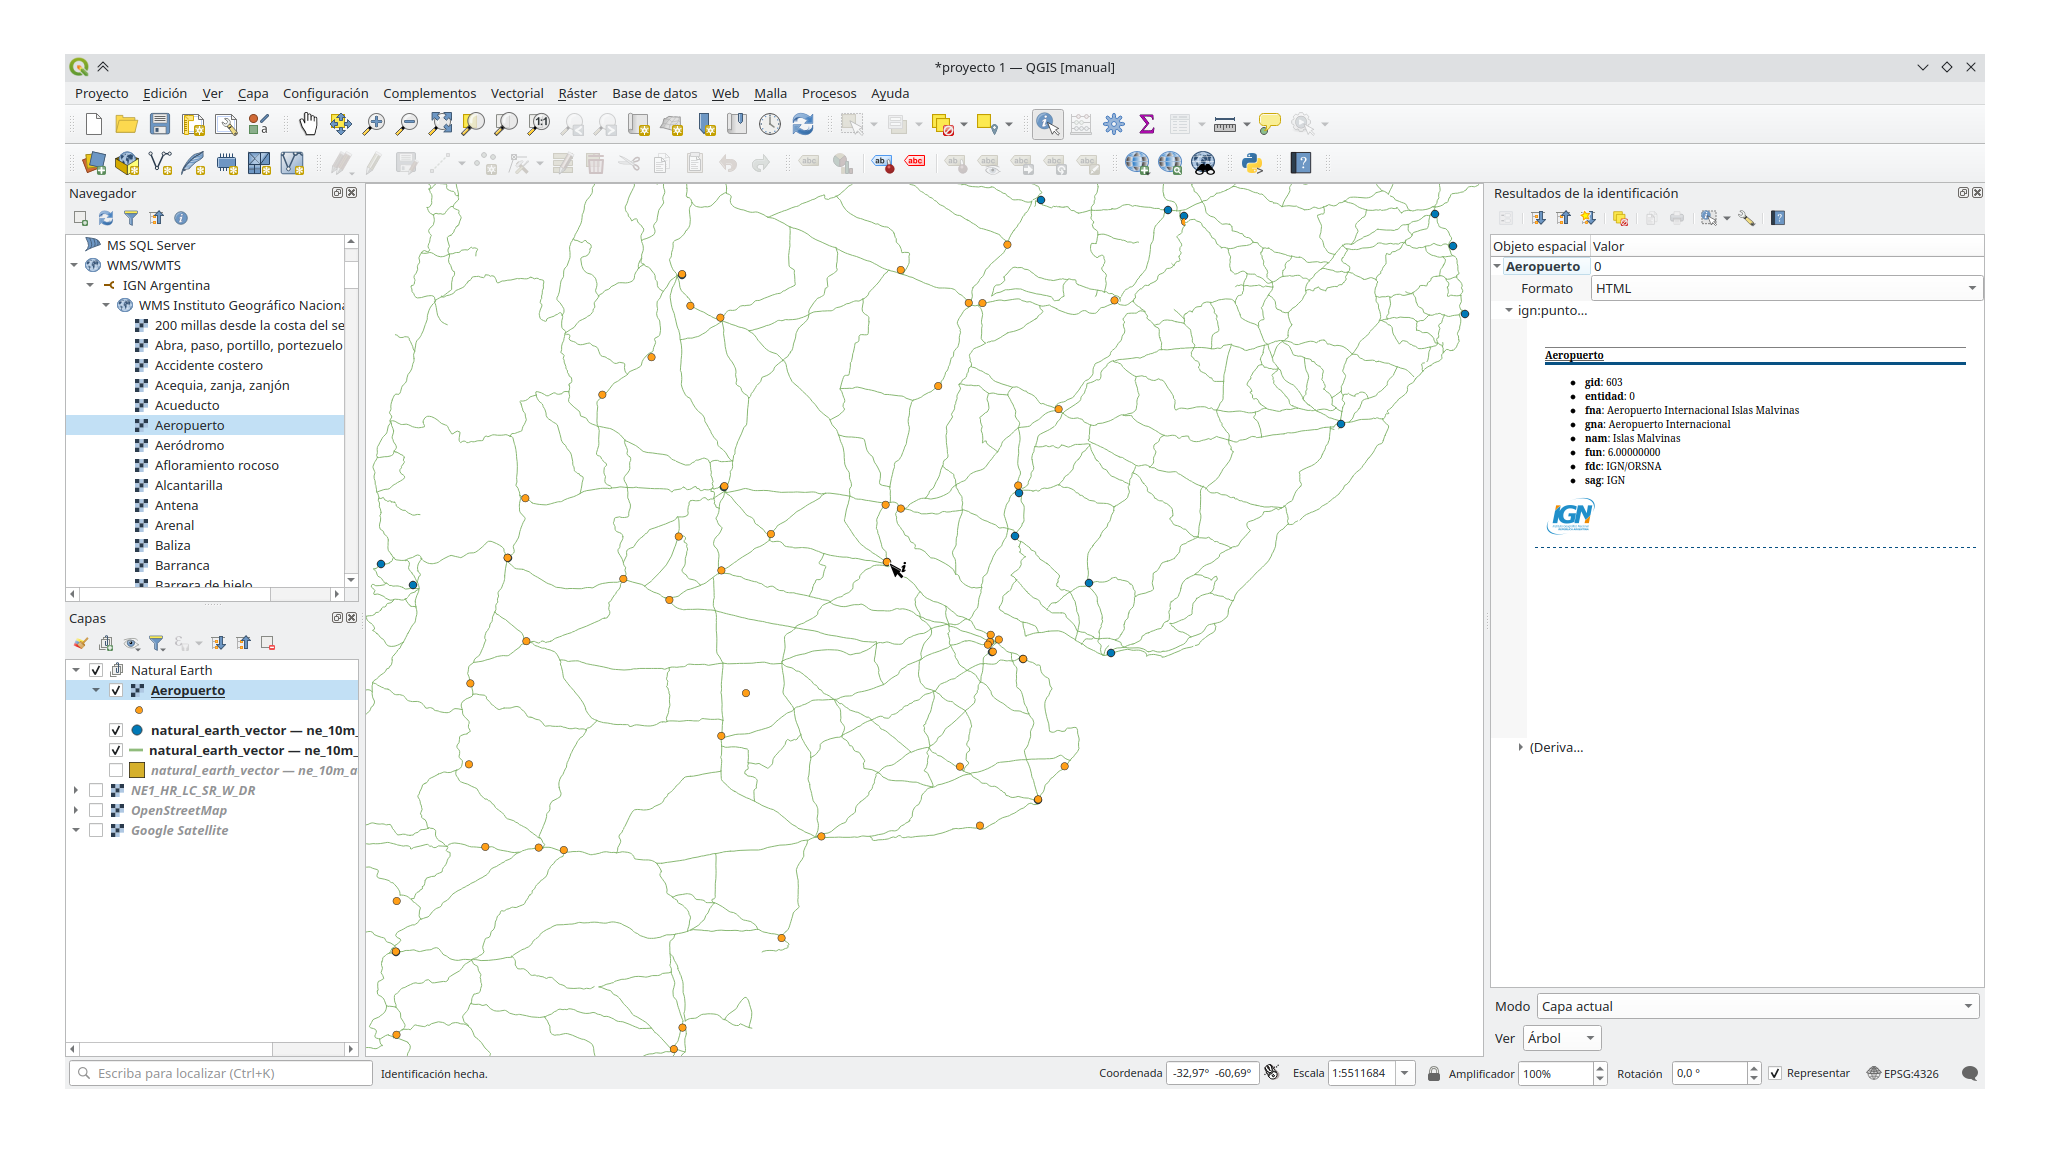 *proyecto 1 — QGIS [manual]
Proyecto Edición Ver Capa Configuración Complementos Vectorial Ráster Base de datos Web Malla Procesos Ayuda
Navegador
MS SQL Server
WMS/WMTS
IGN Argentina
WMS Instituto Geográfico Naciona
200 millas desde la costa del se
Abra, paso, portillo, portezuelo
Accidente costero
Acequia, zanja, zanjón
Acueducto
Aeropuerto
Aeródromo
Afloramiento rocoso
Alcantarilla
Antena
Arenal
Baliza
Barranca
Barrera de hielo
Capas
Natural Earth
Aeropuerto
natural_earth_vector — ne_10m_
natural_earth_vector — ne_10m_
natural_earth_vector — ne_10m_a
NE1_HR_LC_SR_W_DR
OpenStreetMap
Google Satellite
Resultados de la identificación
Objeto espacial Valor
Aeropuerto 0
Formato HTML
ign:punto...
Aeropuerto
gid: 603
entidad: 0
fna: Aeropuerto Internacional Islas Malvinas
gna: Aeropuerto Internacional
nam: Islas Malvinas
fun: 6.00000000
fdc: IGN/ORSNA
sag: IGN
IGN
(Deriva...
Modo Capa actual
Ver Árbol
Escriba para localizar (Ctrl+K) Identificación hecha. Coordenada -32,97° -60,69° Escala 1:5511684 Amplificador 100% Rotación 0,0 ° Representar EPSG:4326